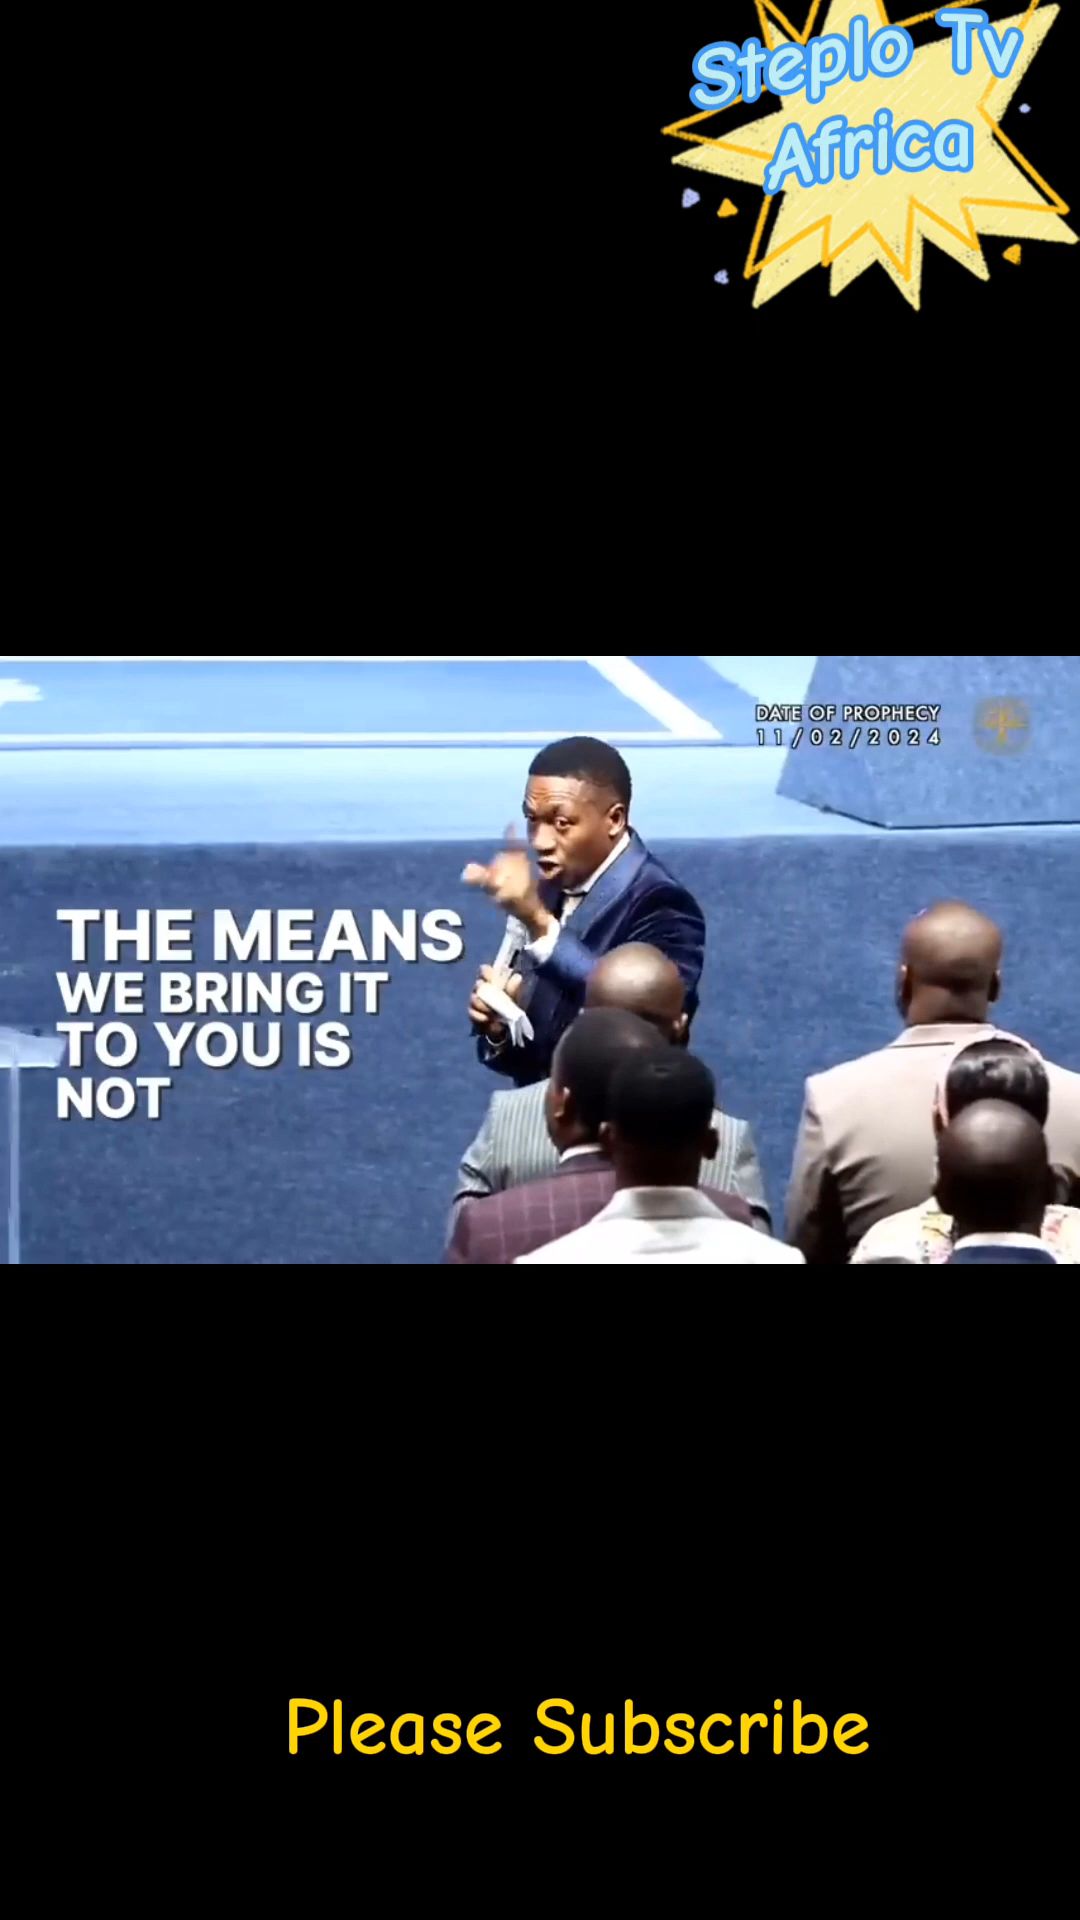 Steplo Tv
Africa
DATE OF PROPHECY
11/02/2024
THE MEANS
WE BRING IT
TO YOU IS
NOT
Please Subscribe